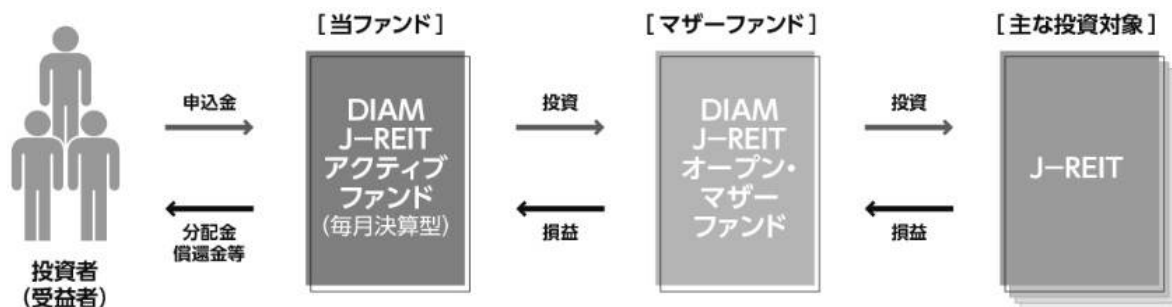 [当ファンド]
[マザーファンド]
[主な投資対象]
申込金
分配金
償還金等
投資者
(受益者)
DIAM
J-REIT
アクティブ
ファンド
(毎月決算型)
投資
損益
DIAM
J-REIT
オープン・
マザー
ファンド
投資
損益
J-REIT